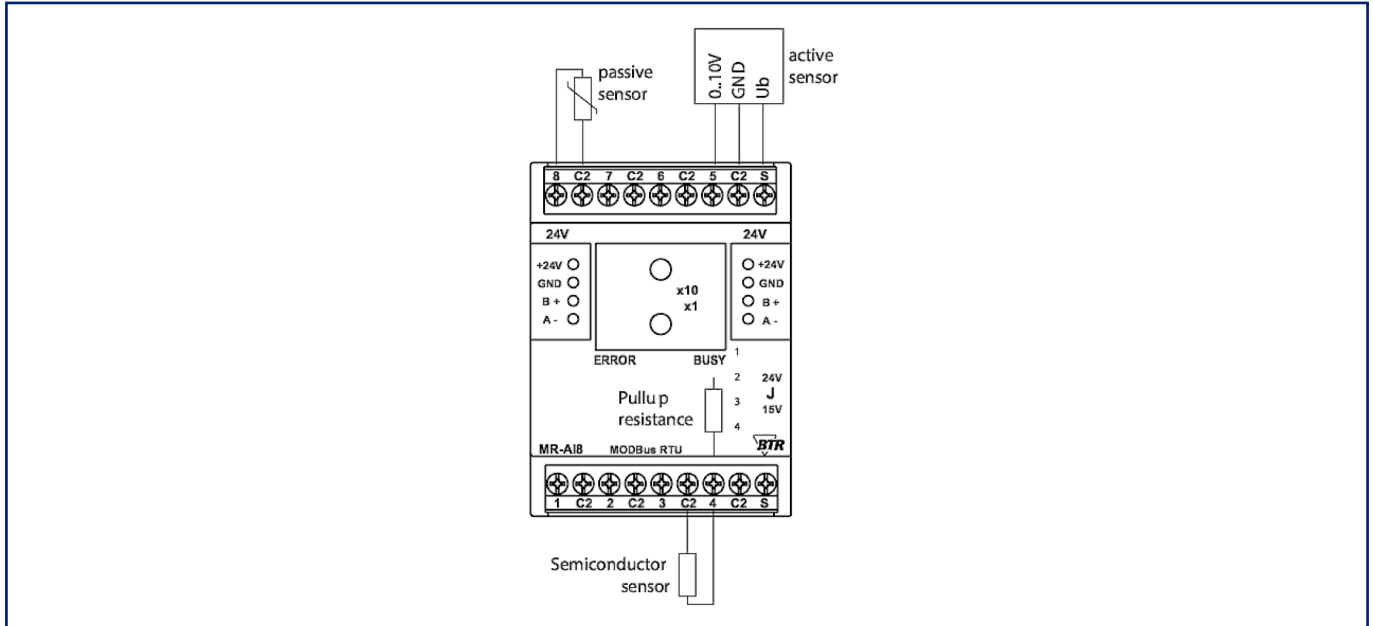 passive
sensor
0..10V
GND
Ub
active
sensor
8 C2 7 C2 6 C2 5 C2 S
24V 24V
+24V +24V
GND GND
B + B +
A - A -
x10
x1
ERROR BUSY
1
2
3
4
24V
J
15V
Pullup
resistance
MR-AI8 MODBus RTU BTR
1 C2 2 C2 3 C2 4 C2 S
Semiconductor
sensor